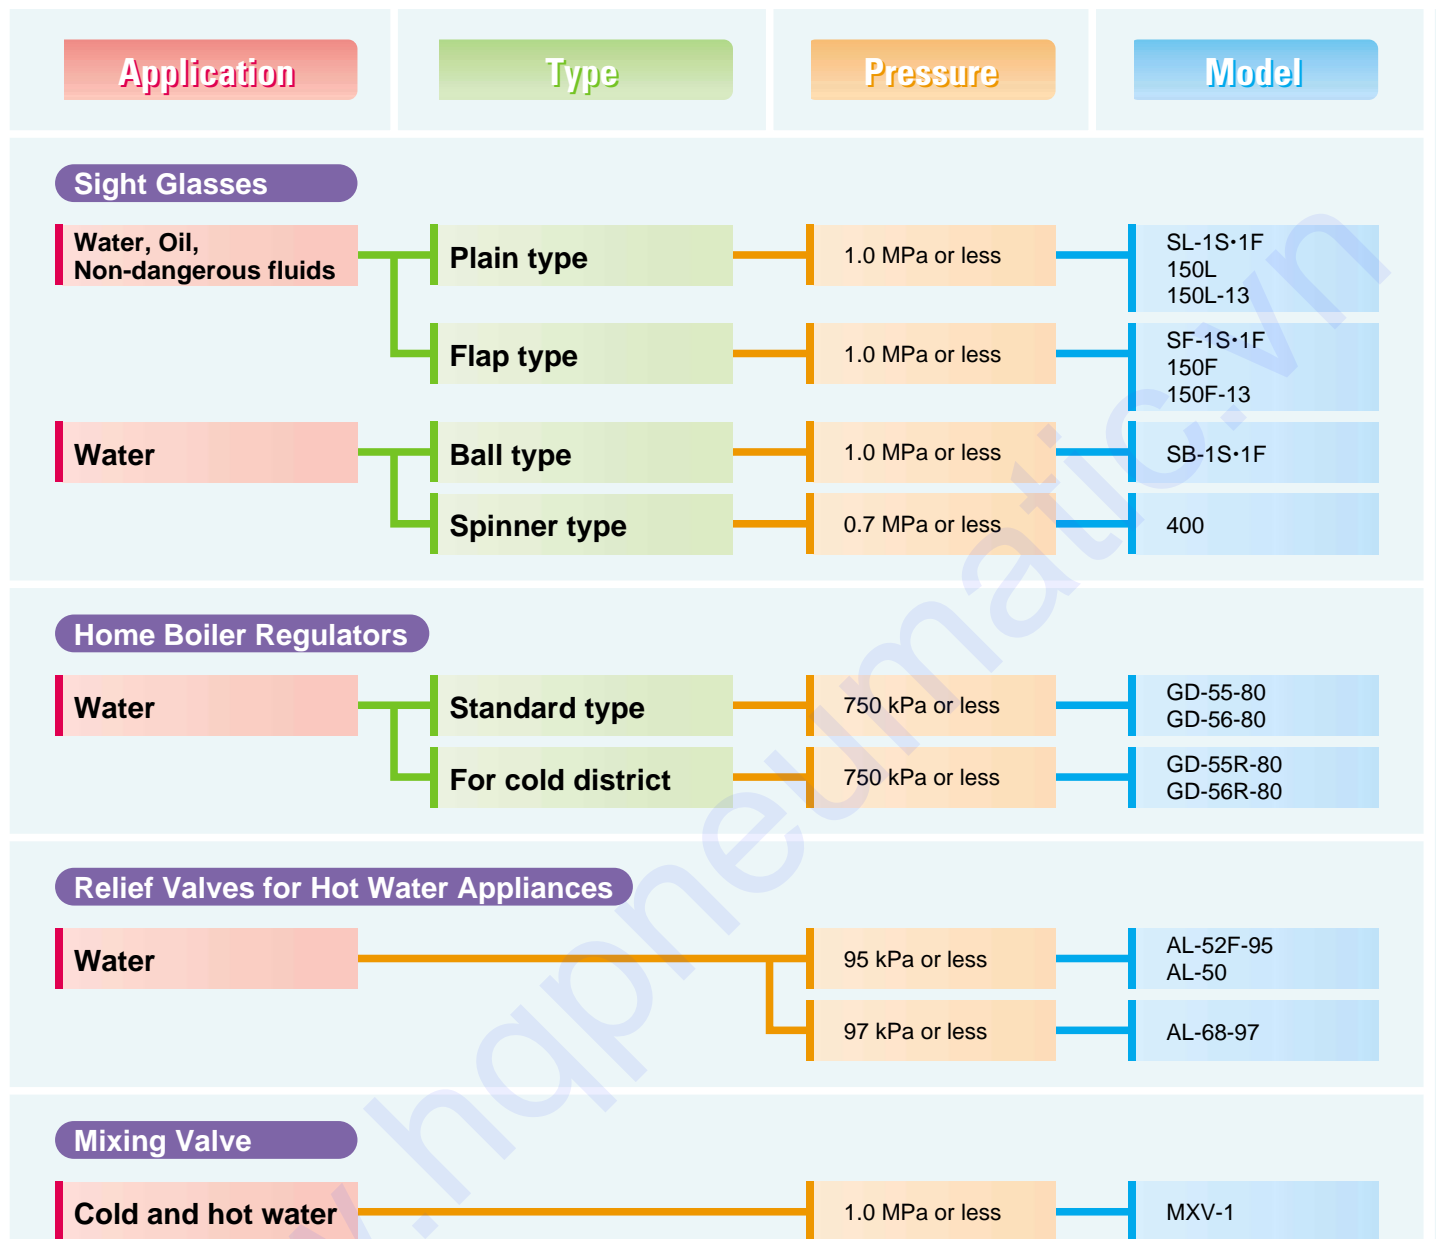 Application
Type
Pressure
Model
Sight Glasses
Water, Oil,
Non-dangerous fluids
Plain type
1.0 MPa or less
SL-1S・1F
150L
150L-13
Flap type
1.0 MPa or less
SF-1S・1F
150F
150F-13
Water
Ball type
1.0 MPa or less
SB-1S・1F
Spinner type
0.7 MPa or less
400
Home Boiler Regulators
Water
Standard type
750 kPa or less
GD-55-80
GD-56-80
For cold district
750 kPa or less
GD-55R-80
GD-56R-80
Relief Valves for Hot Water Appliances
Water
95 kPa or less
AL-52F-95
AL-50
97 kPa or less
AL-68-97
Mixing Valve
Cold and hot water
1.0 MPa or less
MXV-1
w.hqpneumatic.vn